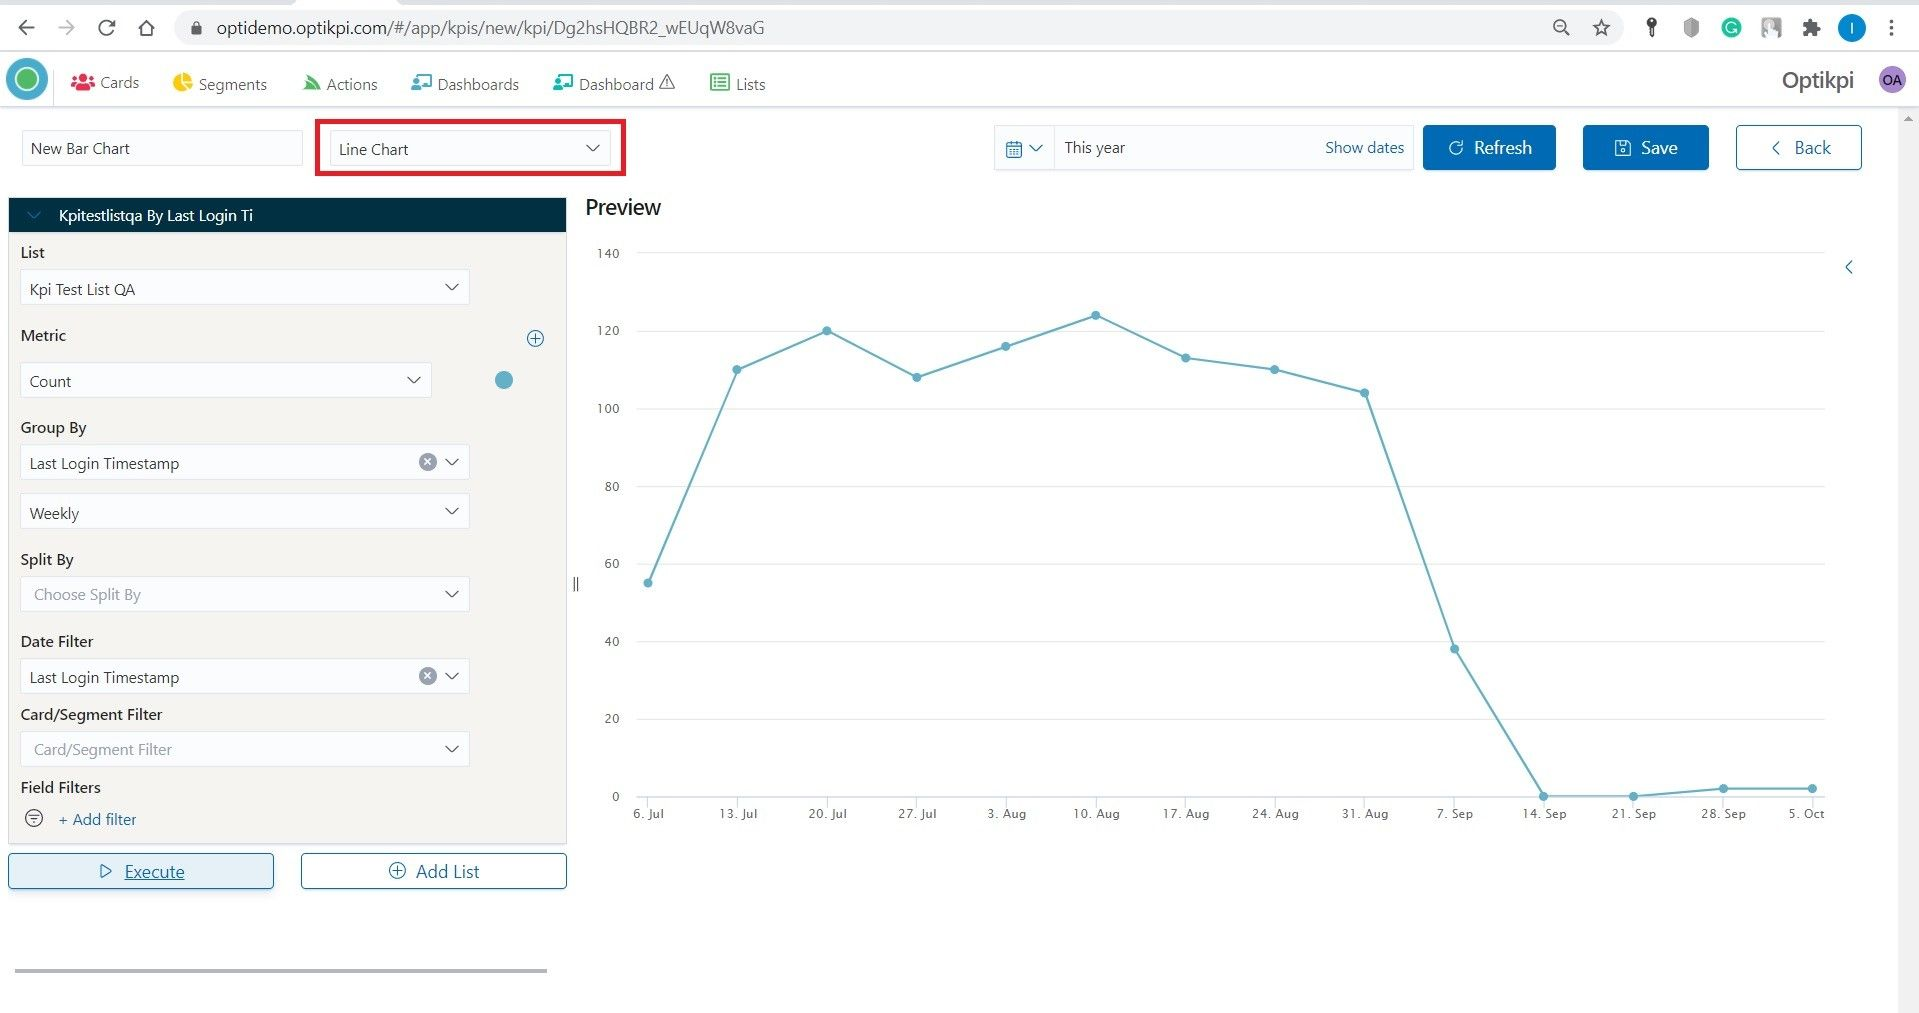 optidemo.optikpi.com/#/app/kpis/new/kpi/Dg2hsHQBR2_wEUqW8vaG
I
Cards
Segments
Actions
Dashboards
Dashboard
Lists
Optikpi
OA
New Bar Chart
Line Chart
This year
Show dates
Refresh
Save
Back
Kpitestlistqa By Last Login Ti
List
Kpi Test List QA
Metric
Count
Group By
Last Login Timestamp
Weekly
Split By
Choose Split By
Date Filter
Last Login Timestamp
Card/Segment Filter
Card/Segment Filter
Field Filters
+ Add filter
Execute
Add List
Preview
140
120
100
80
60
40
20
0
6. Jul 13. Jul 20. Jul 27. Jul 3. Aug 10. Aug 17. Aug 24. Aug 31. Aug 7. Sep 14. Sep 21. Sep 28. Sep 5. Oct